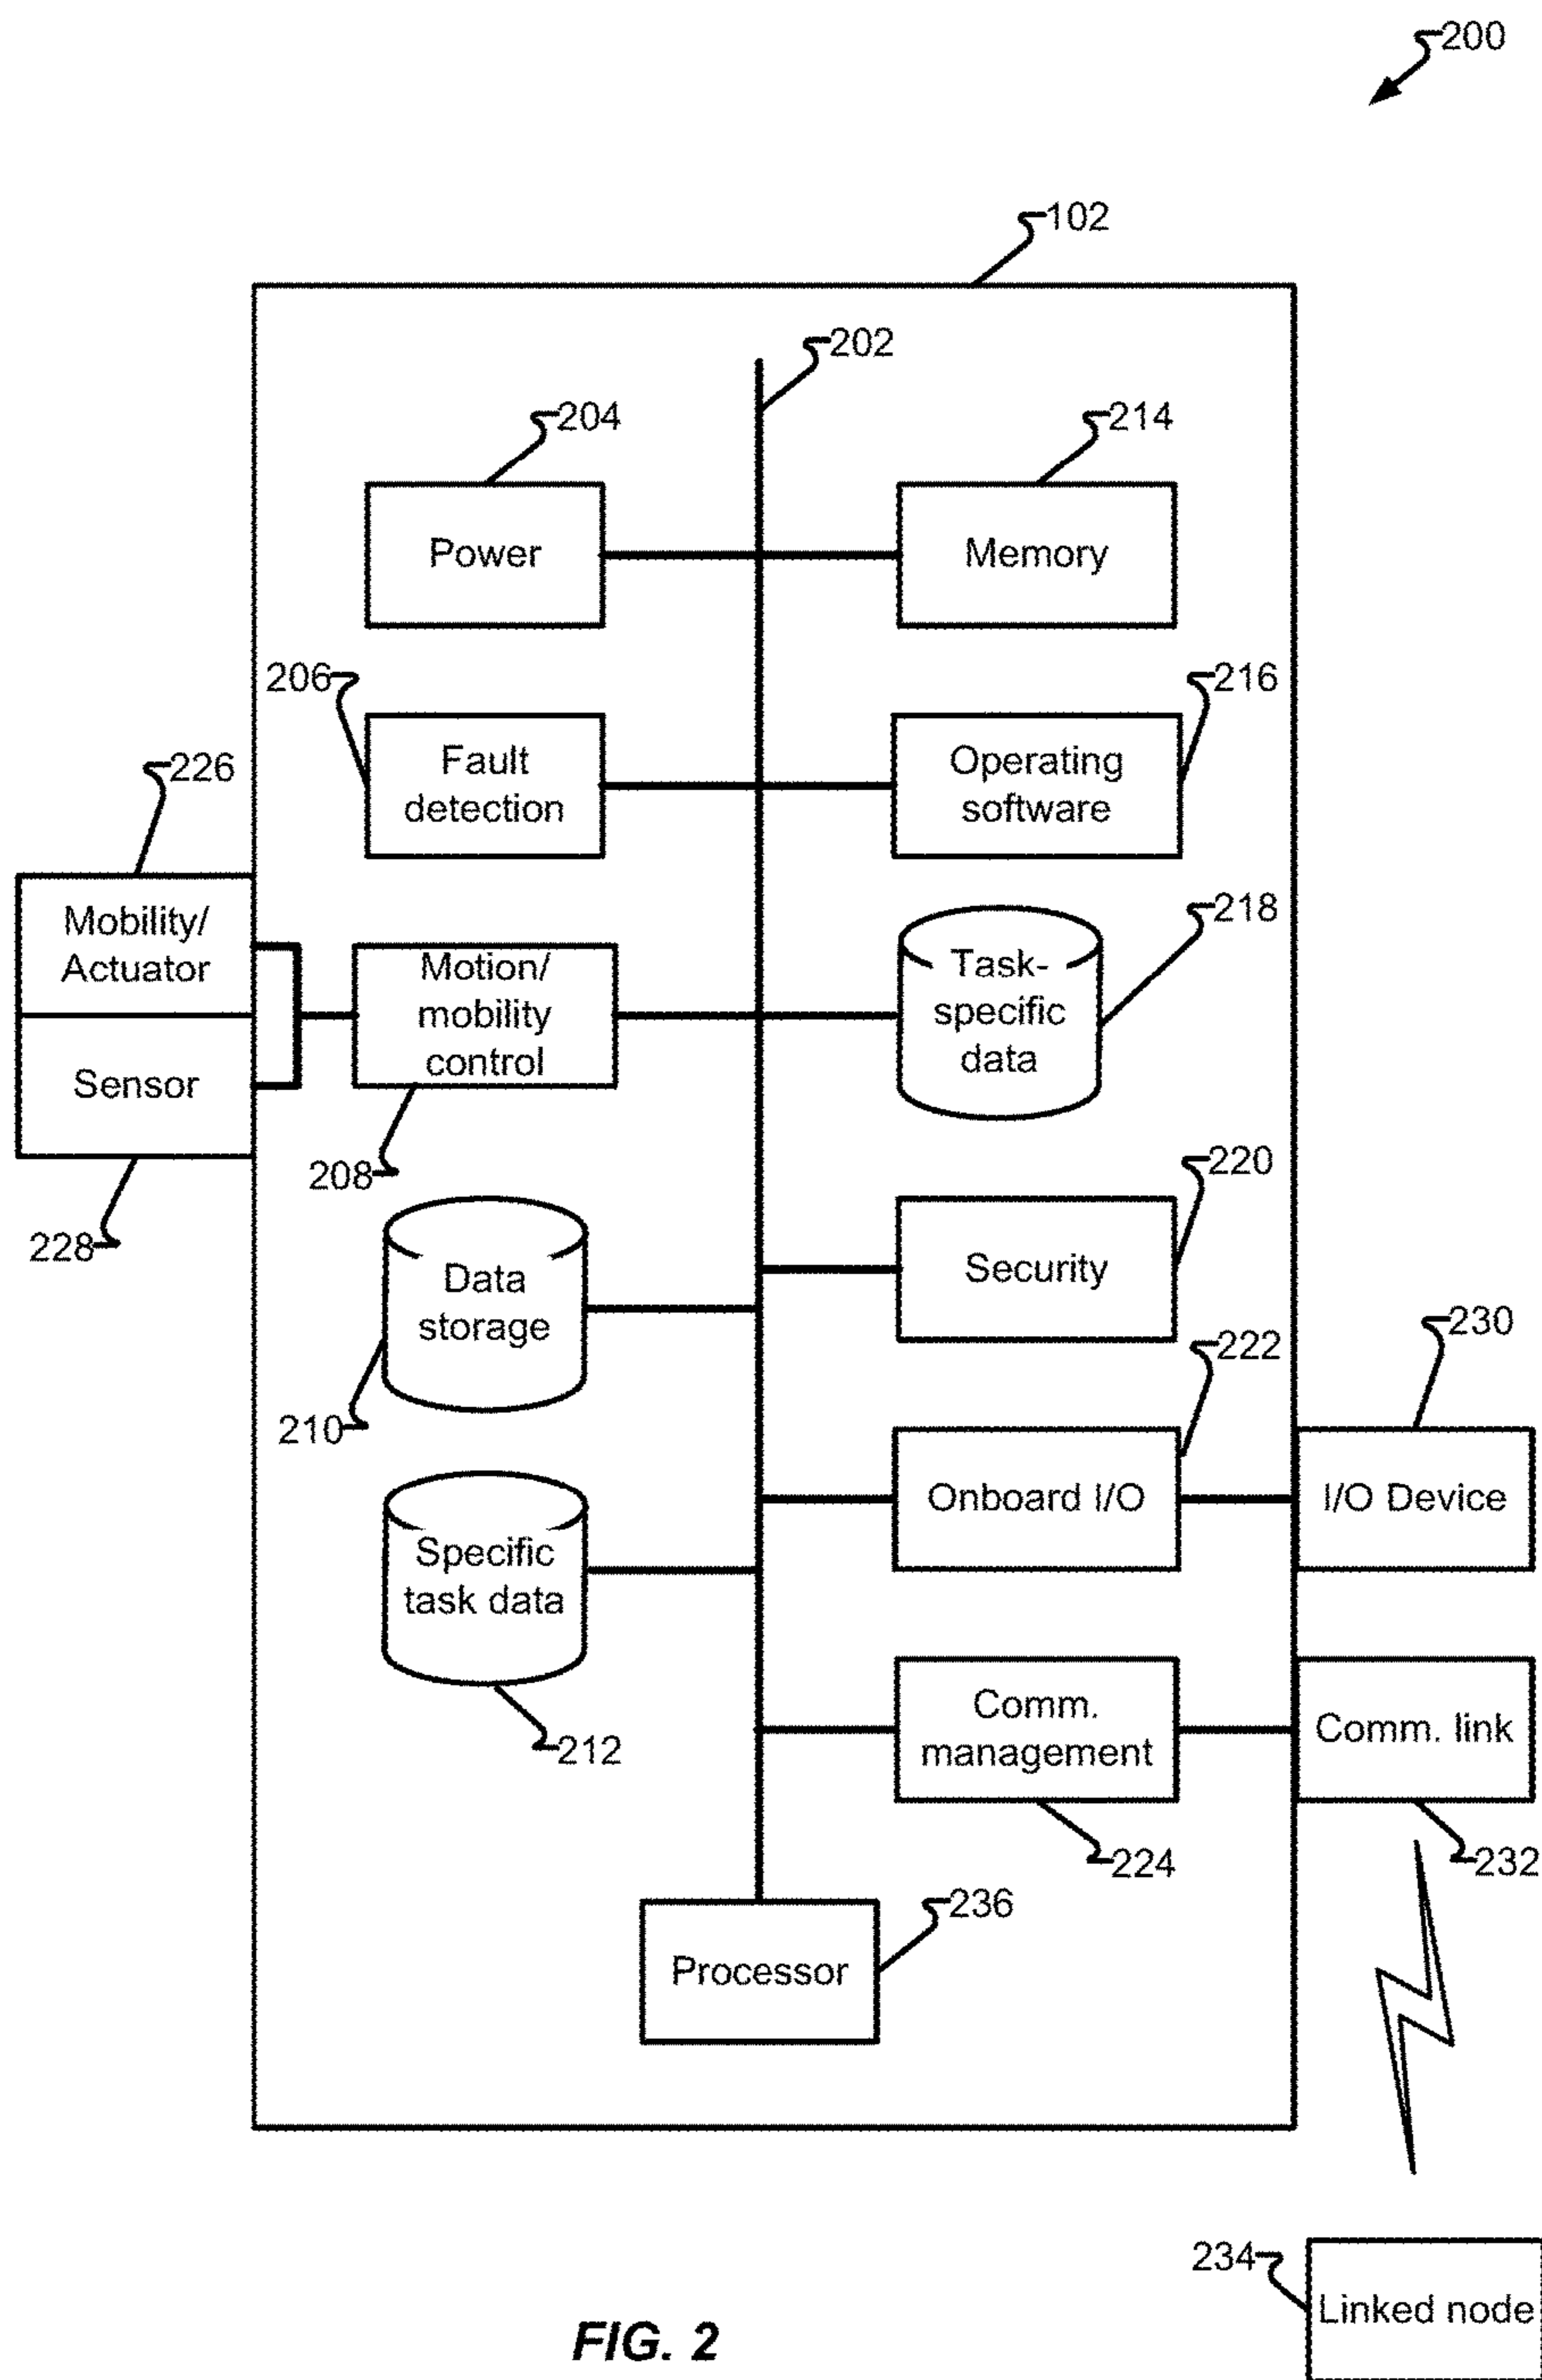 200
102
202
204
214
Power
Memory
206
216
Fault
detection
Operating
software
226
218
Mobility/
Actuator
Motion/
mobility
control
Task-
specific
data
Sensor
208
220
228
Data
storage
Security
230
222
210
Onboard I/O
I/O Device
Specific
task data
Comm.
management
Comm. link
212
224
232
236
Processor
234
Linked node
FIG. 2